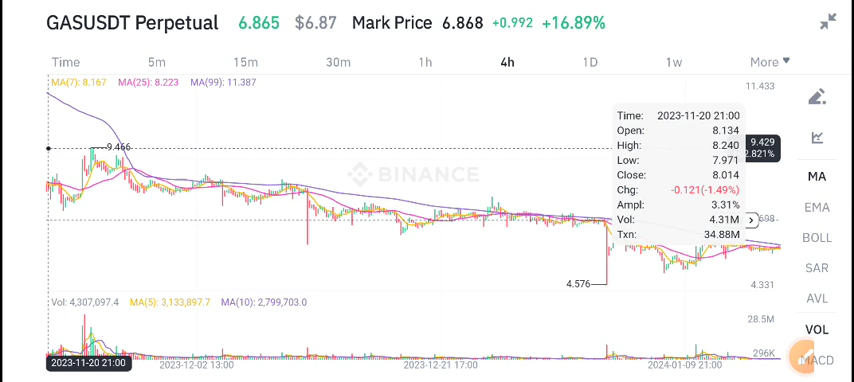 GASUSDT Perpetual 6.865 $6.87 Mark Price 6.868 +0.992 +16.89%
Time 5m 15m 30m 1h 4h 1D 1w More
MA(7): 8.167 MA(25): 8.223 MA(99): 11.387
11.433
Time: 2023-11-20 21:00
Open: 8.134
High: 8.240
Low: 7.971
Close: 8.014
Chg: -0.121(-1.49%)
Ampl: 3.31%
Vol: 4.31M
Txn: 34.88M
9.429
2.821%
9.466
BINANCE
698
4.576
4.331
MA
EMA
BOLL
SAR
AVL
VOL
MACD
Vol: 4,307,097.4 MA(5): 3,133,897.7 MA(10): 2,799,703.0
28.5M
296K
2023-11-20 21:00 2023-12-02 13:00 2023-12-21 17:00 2024-01-09 21:00